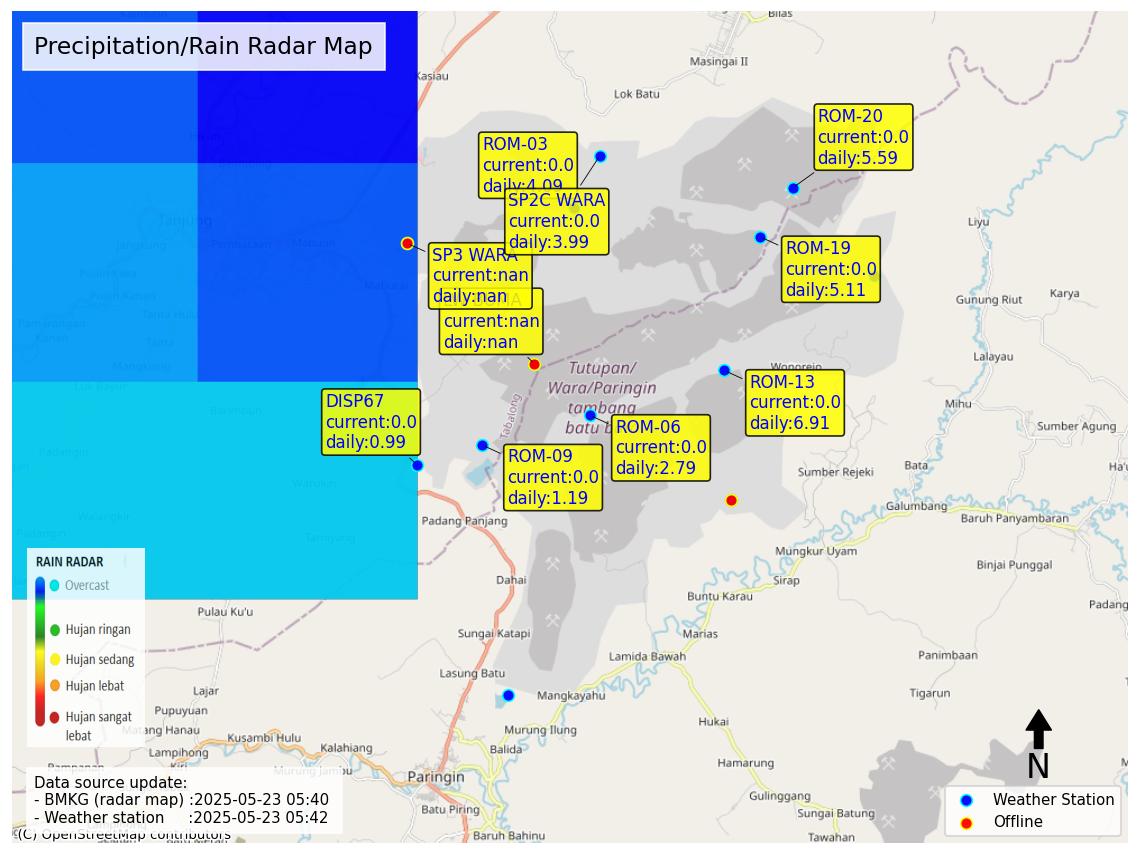 Precipitation/Rain Radar Map
Bilas
Masingai II
Kasiau
Lok Batu
ROM-20
current:0.0
daily:5.59
ROM-03
current:0.0
daily:4.09
SP2C WARA
current:0.0
daily:3.99
Tanjung
Liyu
SP3 WARA
current:nan
daily:nan
ROM-19
current:0.0
daily:5.11
Mabuun
Maburai
Gunung Riut
Karya
current:nan
daily:nan
Lalayau
Wonorejo
Tutupan/
Wara/Paringin
tambang
batu b
Tabalong
ROM-13
current:0.0
daily:6.91
Mihu
DISP67
current:0.0
daily:0.99
ROM-06
current:0.0
daily:2.79
Sumber Agung
ROM-09
current:0.0
daily:1.19
Bata
Ha'u
Sumber Rejeki
Warukin
Galumbang
Padang Panjang
Baruh Panyambaran
Mungkur Uyam
Binjai Punggal
RAIN RADAR
Overcast
Hujan ringan
Hujan sedang
Hujan lebat
Hujan sangat
lebat
Dahai
Sirap
Buntu Karau
Padang
Pulau Ku'u
Sungai Katapi
Marias
Lamida Bawah
Panimbaan
Lasung Batu
Lajar
Mangkayahu
Tigarun
Pupuyuan
Matang Hanau
Hukai
Murung Ilung
Kusambi Hulu
Kalahiang
Balida
Lampihong
Kiri
Hamarung
Murung Jambu
Paringin
Data source update:
- BMKG (radar map) :2025-05-23 05:40
- Weather station :2025-05-23 05:42
Gulinggang
Batu Piring
Sungai Batung
Baruh Bahinu
Tawahan
(C) OpenStreetMap contributors
N
Weather Station
Offline